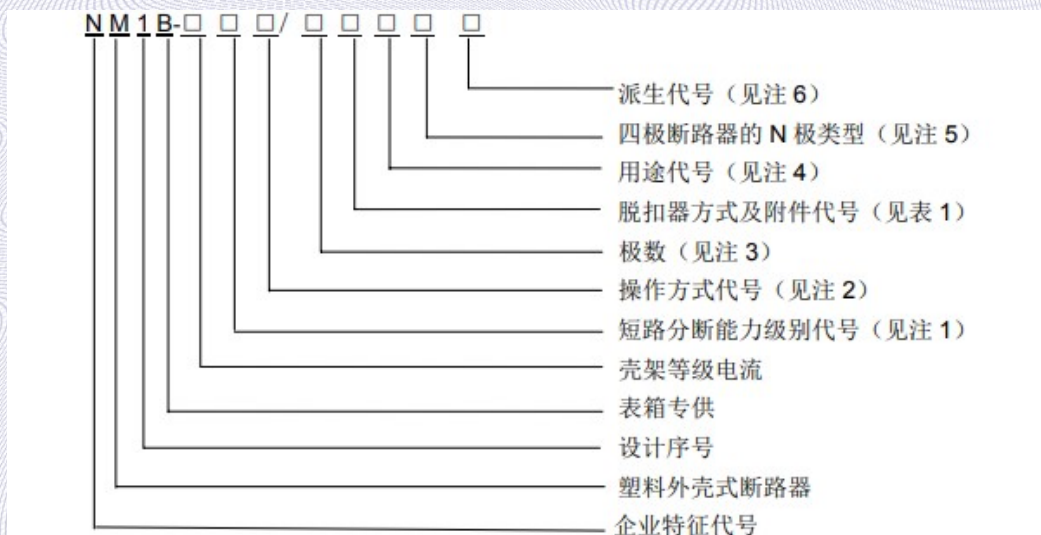 NM1B-□ □ □/ □ □ □ □ □
派生代号（见注 6）
四极断路器的 N 极类型（见注 5）
用途代号（见注 4）
脱扣器方式及附件代号（见表 1）
极数（见注 3）
操作方式代号（见注 2）
短路分断能力级别代号（见注 1）
壳架等级电流
表箱专供
设计序号
塑料外壳式断路器
企业特征代号